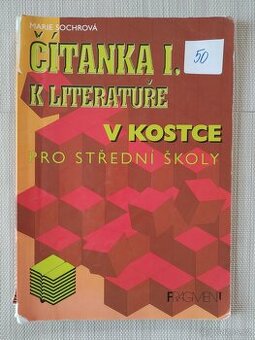 MARIE SOCHROVÁ
ČÍTANKA I.
50
K LITERATUŘE
V KOSTCE
PRO STŘEDNÍ ŠKOLY
FRAGMENT